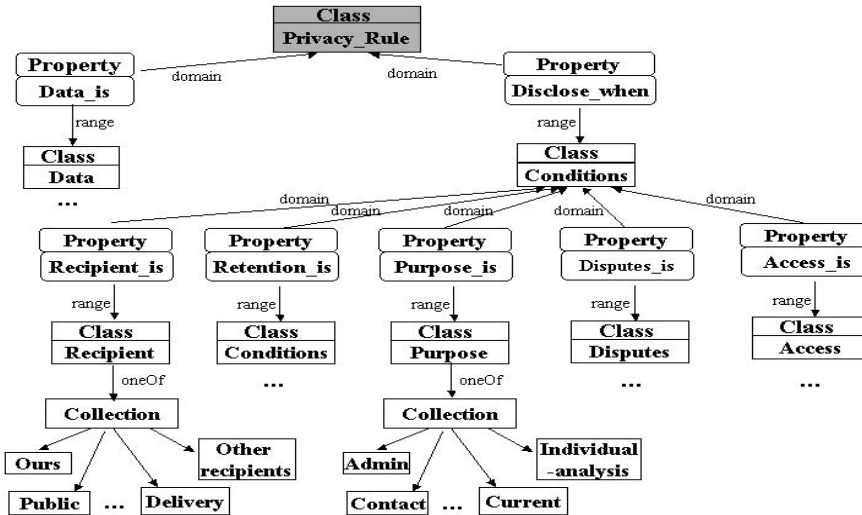 Class
Privacy_Rule
Property
Data_is
domain
domain
Property
Disclose_when
range
Class
Data
...
range
Class
Conditions
domain
domain
domain
domain
domain
Property
Recipient_is
Property
Retention_is
Property
Purpose_is
Property
Disputes_is
Property
Access_is
range
range
range
range
range
Class
Recipient
Class
Conditions
...
Class
Purpose
Class
Disputes
...
Class
Access
...
oneOf
oneOf
Collection
Collection
Ours
Other
recipients
Public
...
Delivery
Admin
Individual
-analysis
Contact
...
Current